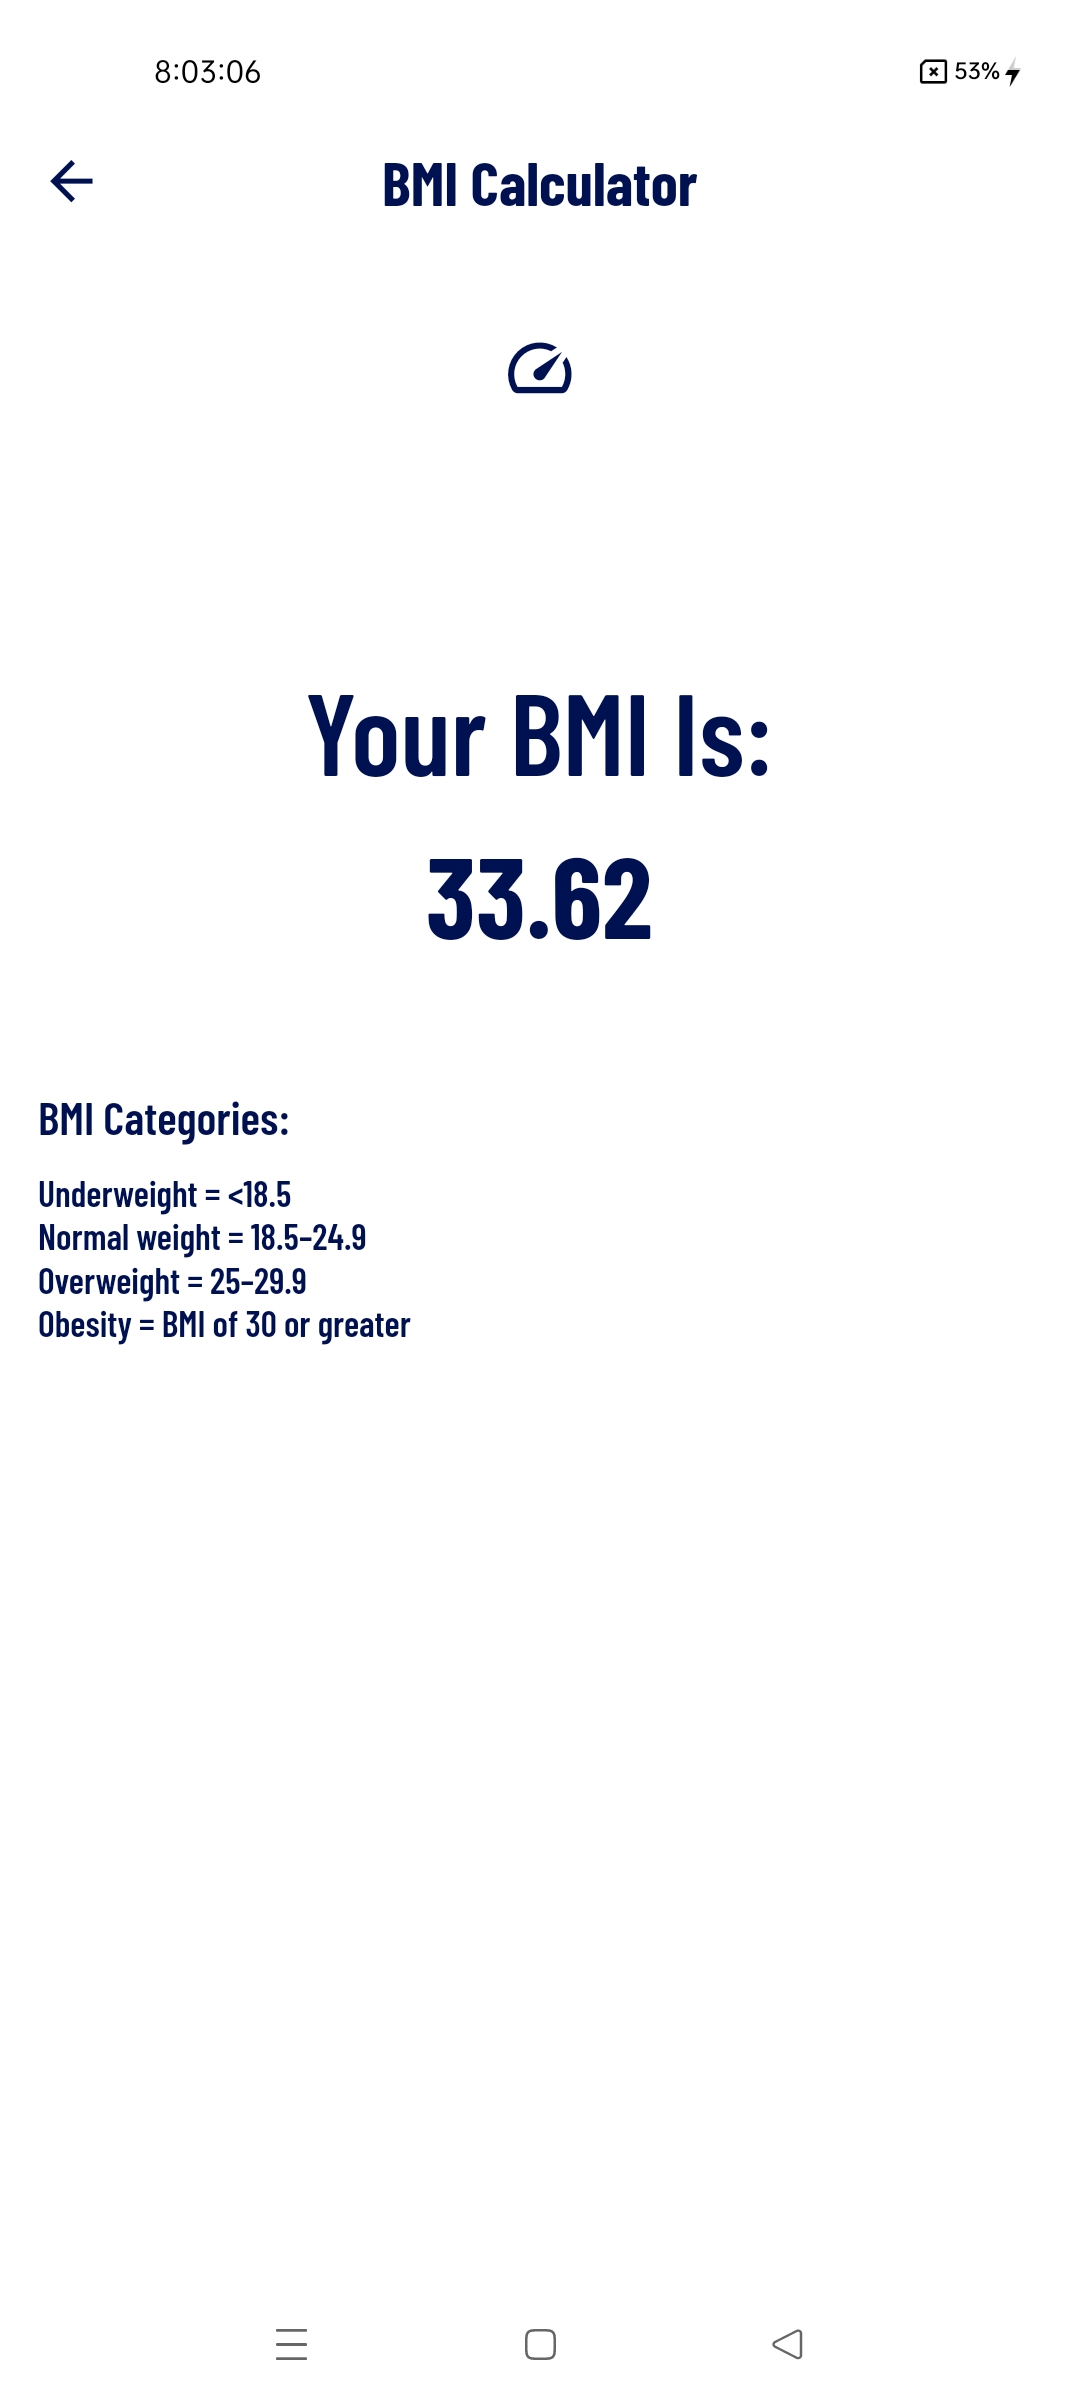 8:03:06
53%
BMI Calculator
Your BMI Is:
33.62
BMI Categories:
Underweight = <18.5
Normal weight = 18.5–24.9
Overweight = 25–29.9
Obesity = BMI of 30 or greater